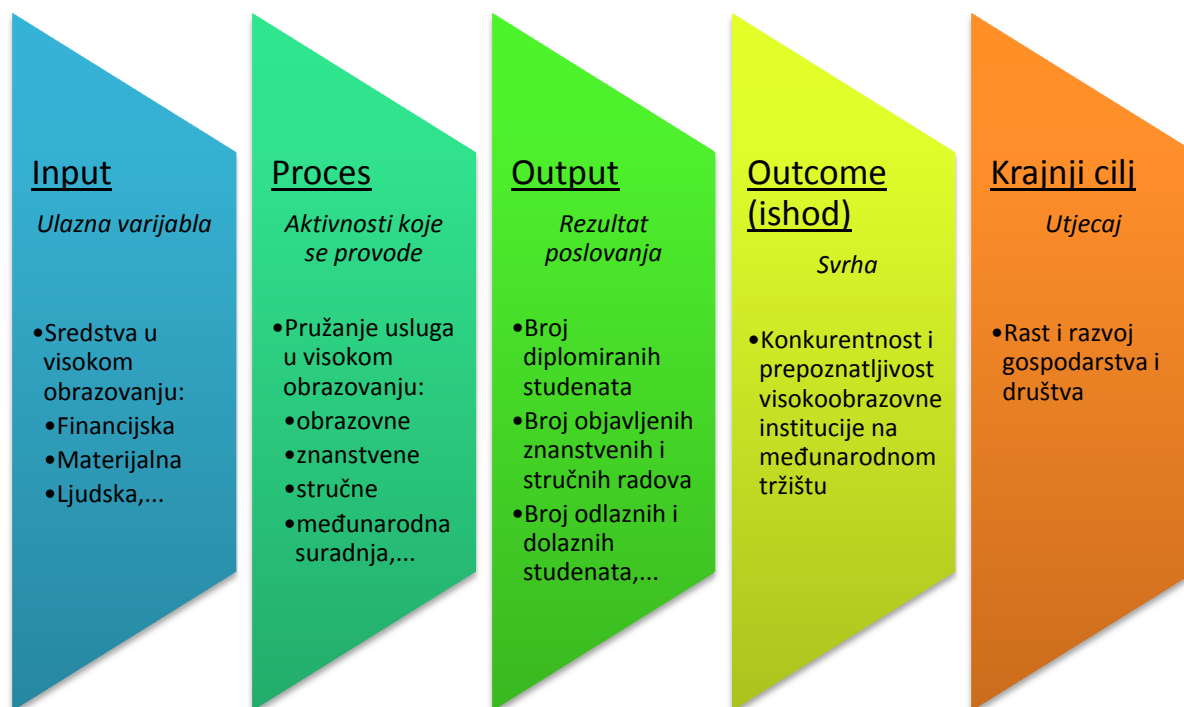 Input
Ulazna varijabla
•Sredstva u
visokom
obrazovanju:
•Financijska
•Materijalna
•Ljudska,...
Proces
Aktivnosti koje
se provode
•Pružanje usluga
u visokom
obrazovanju:
•obrazovne
•znanstvene
•stručne
•međunarodna
suradnja,...
Output
Rezultat
poslovanja
•Broj
diplomiranih
studenata
•Broj objavljenih
znanstvenih i
stručnih radova
•Broj odlaznih i
dolaznih
studenata,...
Outcome
(ishod)
Svrha
•Konkurentnost i
prepoznatljivost
visokoobrazovne
institucije na
međunarodnom
tržištu
Krajnji cilj
Utjecaj
•Rast i razvoj
gospodarstva i
društva